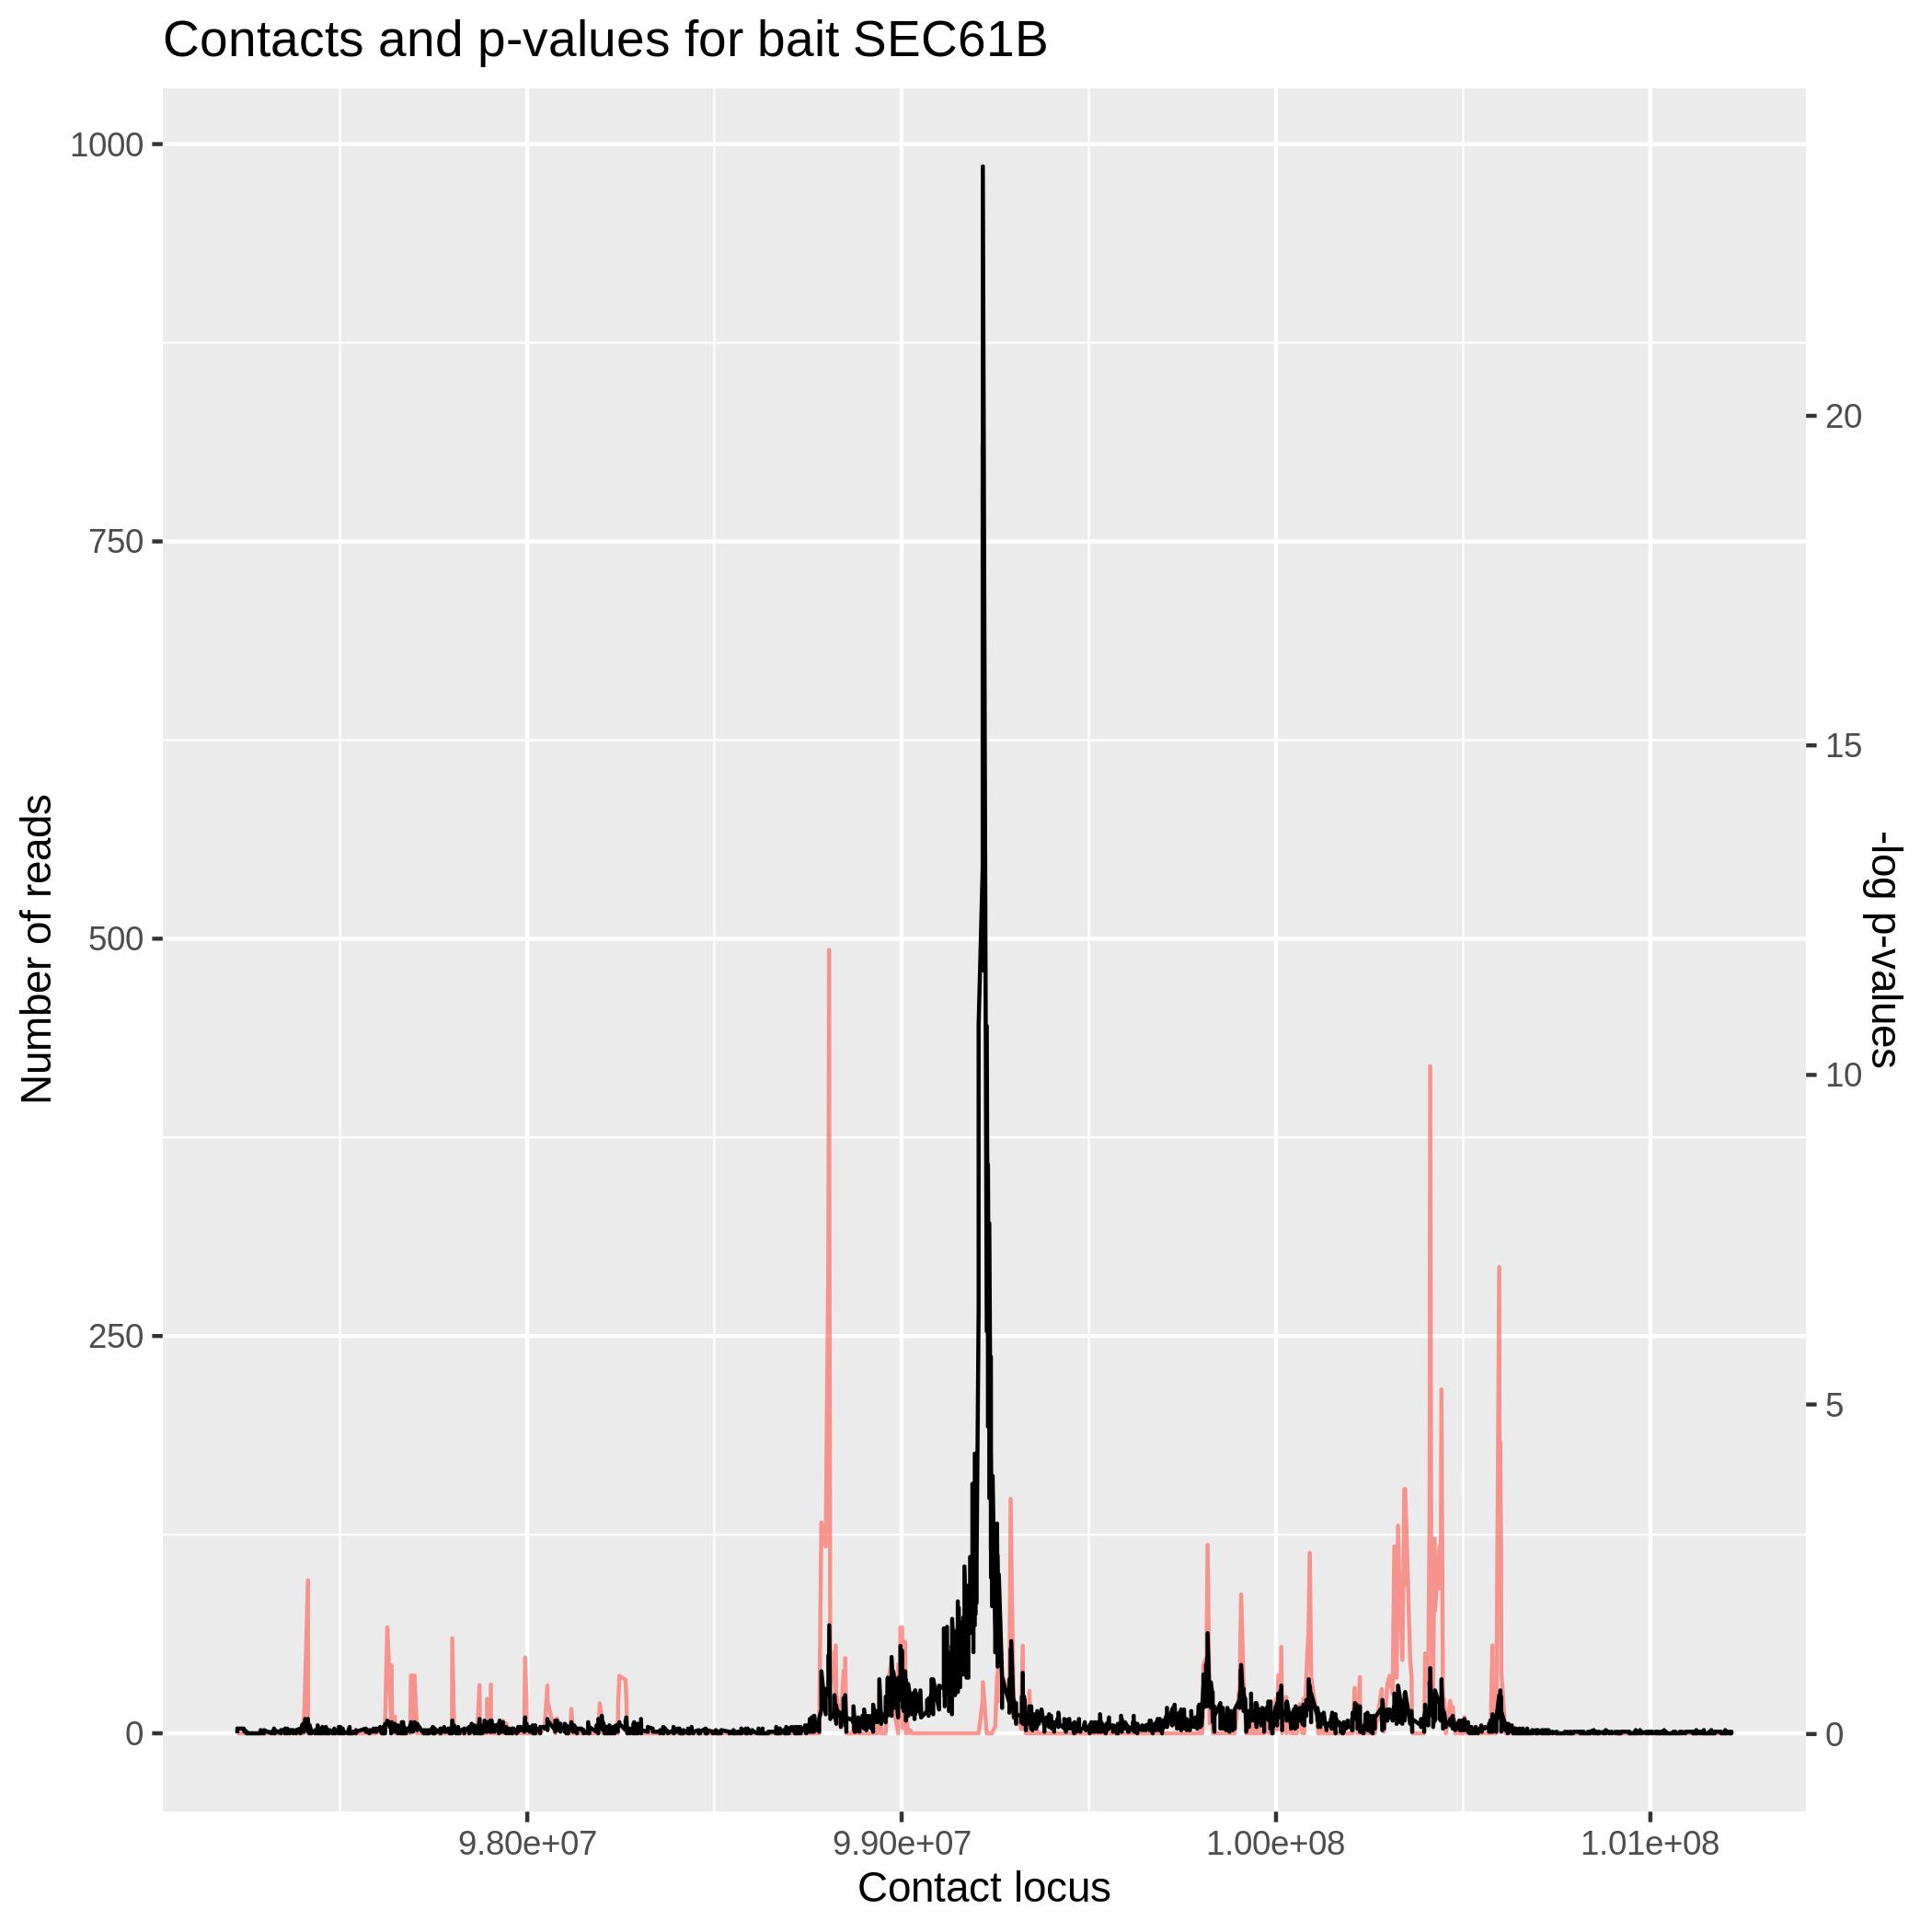 Contacts and p-values for bait SEC61B
1000
750
500
250
0
Number of reads
20
15
10
5
0
-log p-values
9.80e+07
9.90e+07
1.00e+08
1.01e+08
Contact locus